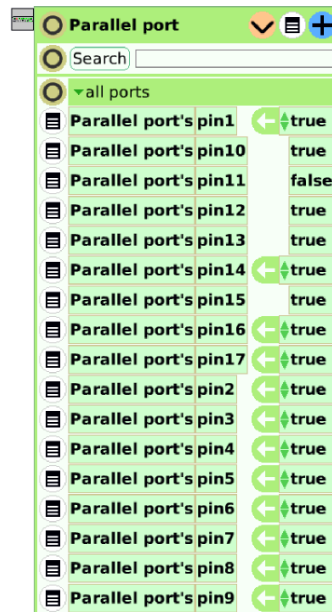 Parallel port
Search
all ports
Parallel port's pin1 true
Parallel port's pin10 true
Parallel port's pin11 false
Parallel port's pin12 true
Parallel port's pin13 true
Parallel port's pin14 true
Parallel port's pin15 true
Parallel port's pin16 true
Parallel port's pin17 true
Parallel port's pin2 true
Parallel port's pin3 true
Parallel port's pin4 true
Parallel port's pin5 true
Parallel port's pin6 true
Parallel port's pin7 true
Parallel port's pin8 true
Parallel port's pin9 true